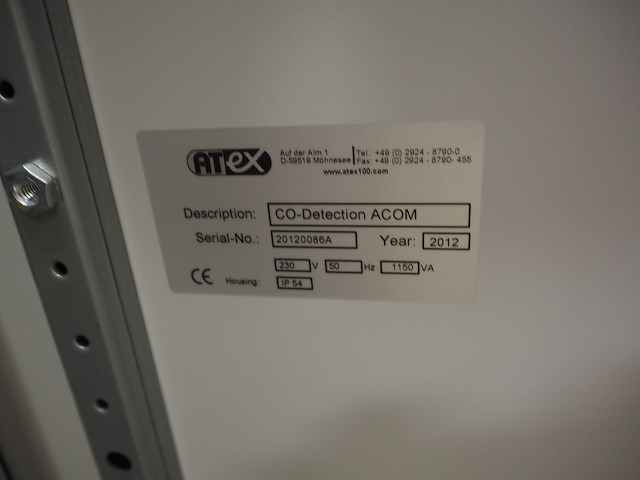 ATEX
Auf der Alm 1
D-59519 Möhnesee
Tel.: +49 (0) 2924 - 8790-0
Fax: +49 (0) 2924 - 8790- 455
www.atex100.com
Description: CO-Detection ACOM
Serial-No.: 20120086A Year: 2012
230 V 50 Hz 1150 VA
CE Housing: IP 54